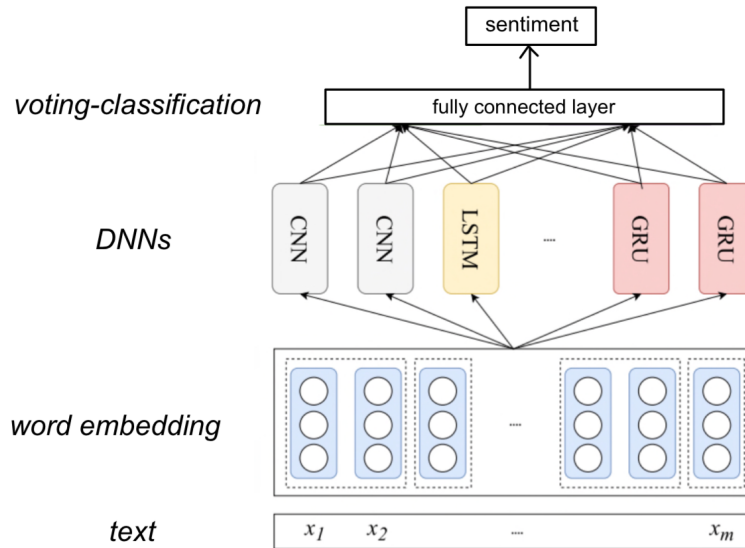 sentiment
voting-classification
fully connected layer
DNNs
CNN
CNN
LSTM
....
GRU
GRU
word embedding
....
text
x1 x2 .... xm